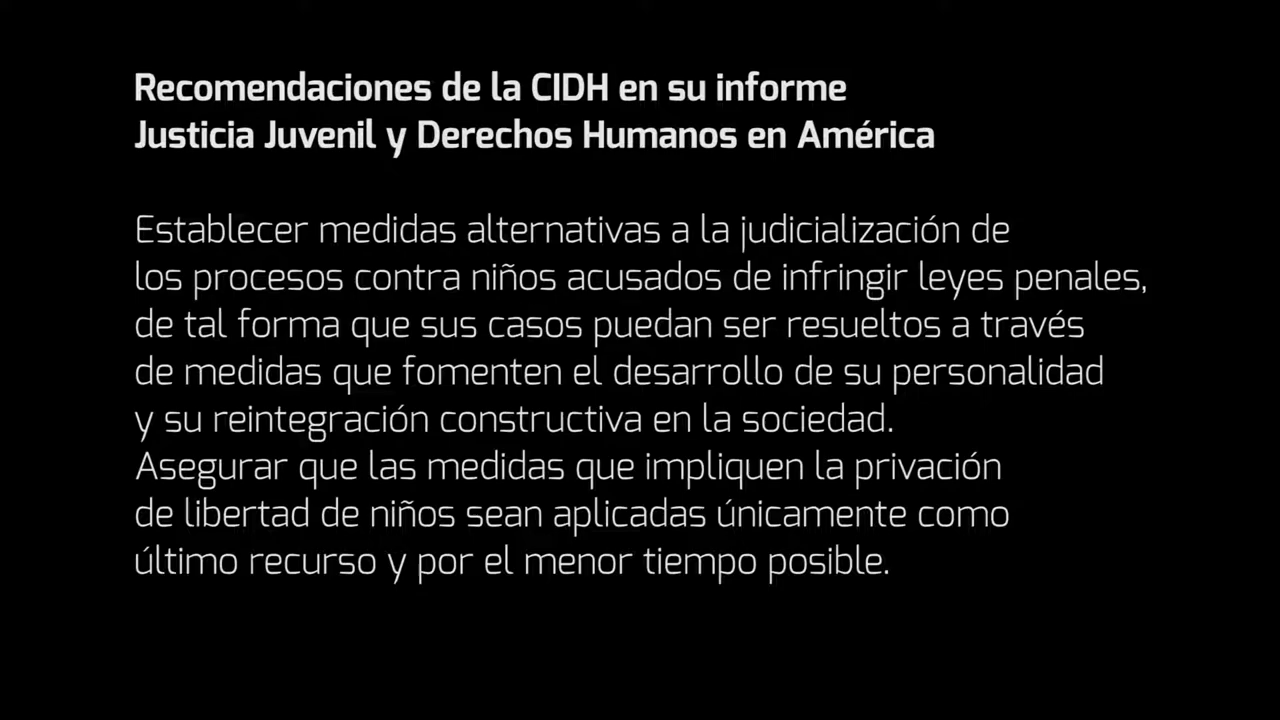 Recomendaciones de la CIDH en su informe
Justicia Juvenil y Derechos Humanos en América
Establecer medidas alternativas a la judicialización de
los procesos contra niños acusados de infringir leyes penales,
de tal forma que sus casos puedan ser resueltos a través
de medidas que fomenten el desarrollo de su personalidad
y su reintegración constructiva en la sociedad.
Asegurar que las medidas que impliquen la privación
de libertad de niños sean aplicadas únicamente como
último recurso y por el menor tiempo posible.